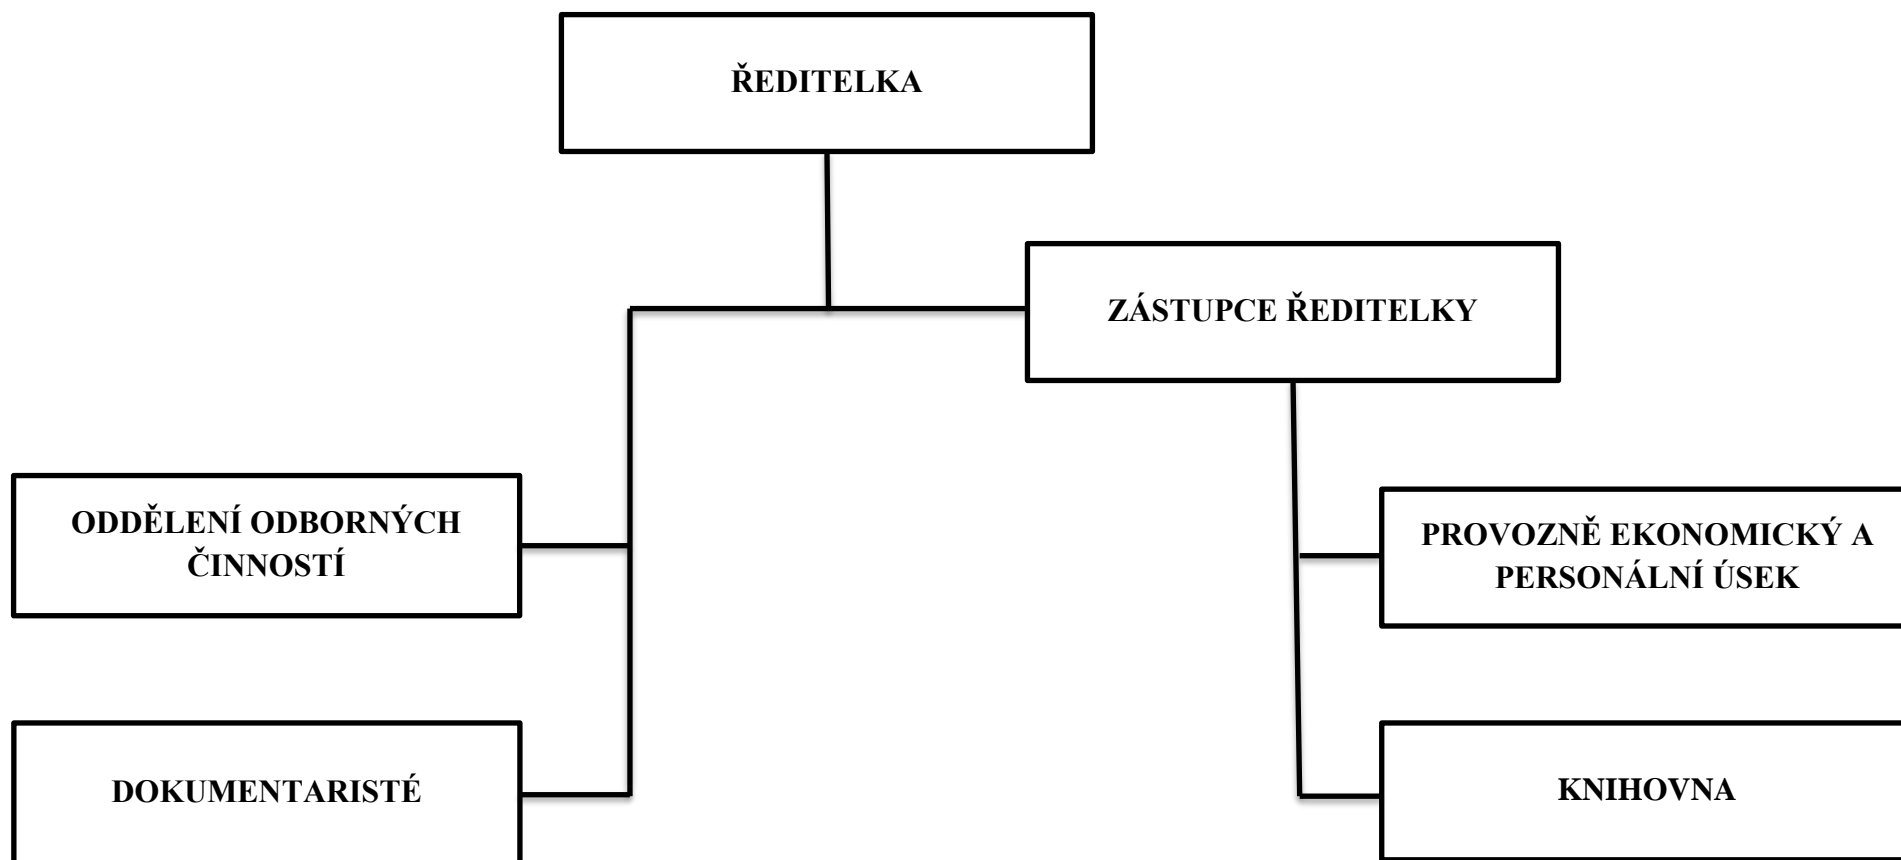 ŘEDITELKA
ZÁSTUPCE ŘEDITELKY
ODDĚLENÍ ODBORNÝCH
ČINNOSTÍ
PROVOZNĚ EKONOMICKÝ A
PERSONÁLNÍ ÚSEK
DOKUMENTARISTÉ
KNIHOVNA